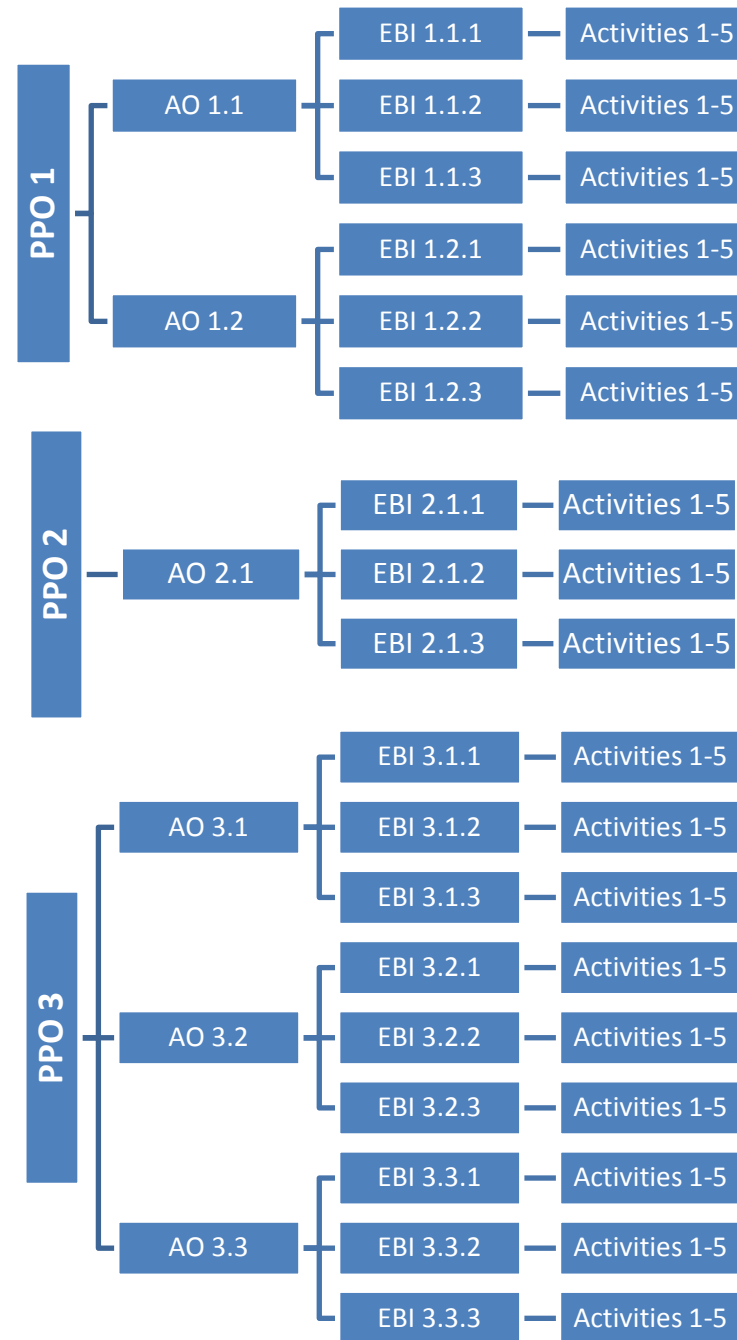 PPO 1
AO 1.1
EBI 1.1.1
Activities 1-5
EBI 1.1.2
Activities 1-5
EBI 1.1.3
Activities 1-5
AO 1.2
EBI 1.2.1
Activities 1-5
EBI 1.2.2
Activities 1-5
EBI 1.2.3
Activities 1-5
PPO 2
AO 2.1
EBI 2.1.1
Activities 1-5
EBI 2.1.2
Activities 1-5
EBI 2.1.3
Activities 1-5
PPO 3
AO 3.1
EBI 3.1.1
Activities 1-5
EBI 3.1.2
Activities 1-5
EBI 3.1.3
Activities 1-5
AO 3.2
EBI 3.2.1
Activities 1-5
EBI 3.2.2
Activities 1-5
EBI 3.2.3
Activities 1-5
AO 3.3
EBI 3.3.1
Activities 1-5
EBI 3.3.2
Activities 1-5
EBI 3.3.3
Activities 1-5